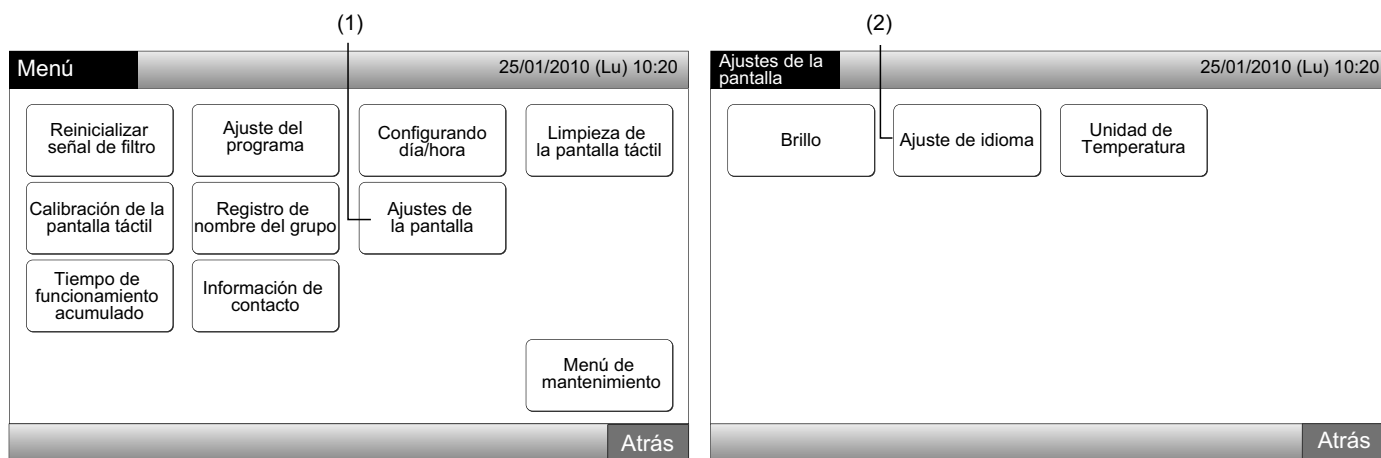 (1)
Menú
25/01/2010 (Lu) 10:20
Reinicializar
señal de filtro
Ajuste del
programa
Configurando
día/hora
Limpieza de
la pantalla táctil
Calibración de la
pantalla táctil
Registro de
nombre del grupo
Ajustes de
la pantalla
Tiempo de
funcionamiento
acumulado
Información de
contacto
Menú de
mantenimiento
Atrás
(2)
Ajustes de la
pantalla
25/01/2010 (Lu) 10:20
Brillo
Ajuste de idioma
Unidad de
Temperatura
Atrás